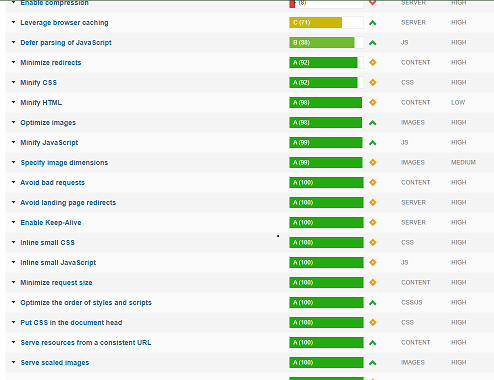 Enable compression (8) SERVER HIGH
Leverage browser caching C (71) SERVER HIGH
Defer parsing of JavaScript B (88) JS HIGH
Minimize redirects A (92) CONTENT HIGH
Minify CSS A (92) CSS HIGH
Minify HTML A (98) CONTENT LOW
Optimize images A (98) IMAGES HIGH
Minify JavaScript A (99) JS HIGH
Specify image dimensions A (99) IMAGES MEDIUM
Avoid bad requests A (100) CONTENT HIGH
Avoid landing page redirects A (100) SERVER HIGH
Enable Keep-Alive A (100) SERVER HIGH
Inline small CSS A (100) CSS HIGH
Inline small JavaScript A (100) JS HIGH
Minimize request size A (100) CONTENT HIGH
Optimize the order of styles and scripts A (100) CSS/JS HIGH
Put CSS in the document head A (100) CSS HIGH
Serve resources from a consistent URL A (100) CONTENT HIGH
Serve scaled images A (100) IMAGES HIGH